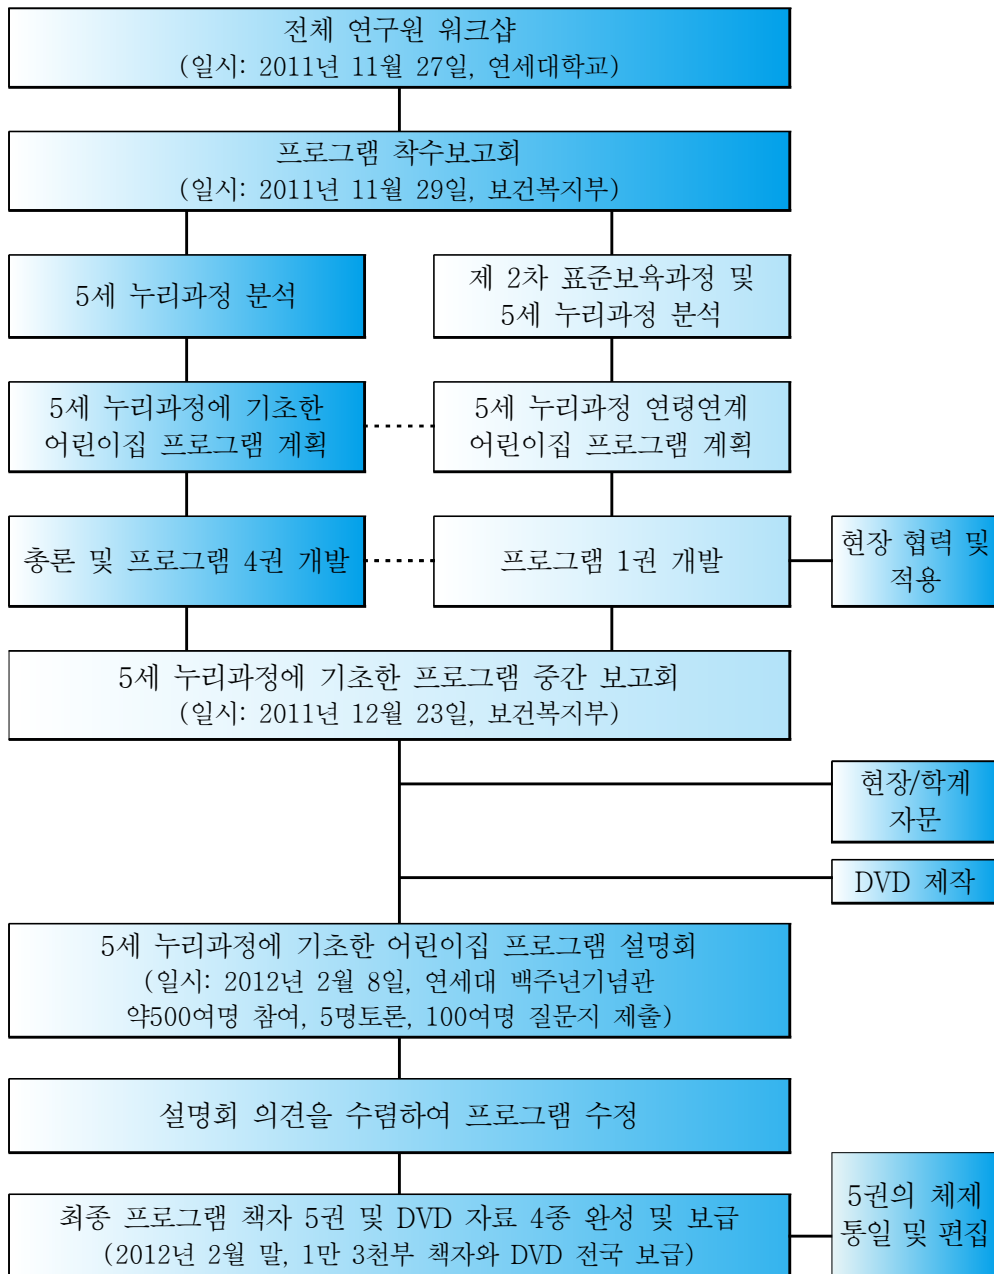 전체 연구원 워크샵
(일시: 2011년 11월 27일, 연세대학교)
프로그램 착수보고회
(일시: 2011년 11월 29일, 보건복지부)
5세 누리과정 분석
제 2차 표준보육과정 및
5세 누리과정 분석
5세 누리과정에 기초한
어린이집 프로그램 계획
5세 누리과정 연령연계
어린이집 프로그램 계획
총론 및 프로그램 4권 개발
프로그램 1권 개발
현장 협력 및
적용
5세 누리과정에 기초한 프로그램 중간 보고회
(일시: 2011년 12월 23일, 보건복지부)
현장/학계
자문
DVD 제작
5세 누리과정에 기초한 어린이집 프로그램 설명회
(일시: 2012년 2월 8일, 연세대 백주년기념관
약500여명 참여, 5명토론, 100여명 질문지 제출)
설명회 의견을 수렴하여 프로그램 수정
최종 프로그램 책자 5권 및 DVD 자료 4종 완성 및 보급
(2012년 2월 말, 1만 3천부 책자와 DVD 전국 보급)
5권의 체제
통일 및 편집